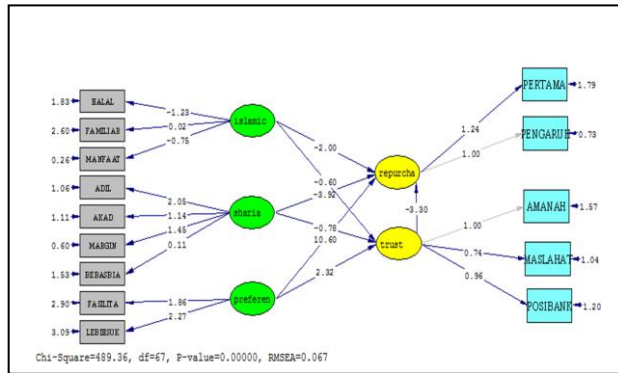 1.83 HALAL
2.60 FAMILIAR
0.26 MANFAAT
1.06 ADIL
1.11 AKAD
0.60 MARGIN
1.53 BEBASBIA
2.90 FASILITA
3.09 LEBIHSUK
-1.23
0.02
-0.75
2.05
1.14
1.45
0.11
1.86
2.27
islamic
sharia
preferen
-2.00
-0.60
-3.92
-0.78
10.60
2.32
repurcha
-3.30
trust
1.24
1.00
1.00
0.74
0.96
PERTAMA 1.79
PENGARUH 0.73
AMANAH 1.57
MASLAHAT 1.04
POSIBANK 1.20
Chi-Square=489.36, df=67, P-value=0.00000, RMSEA=0.067